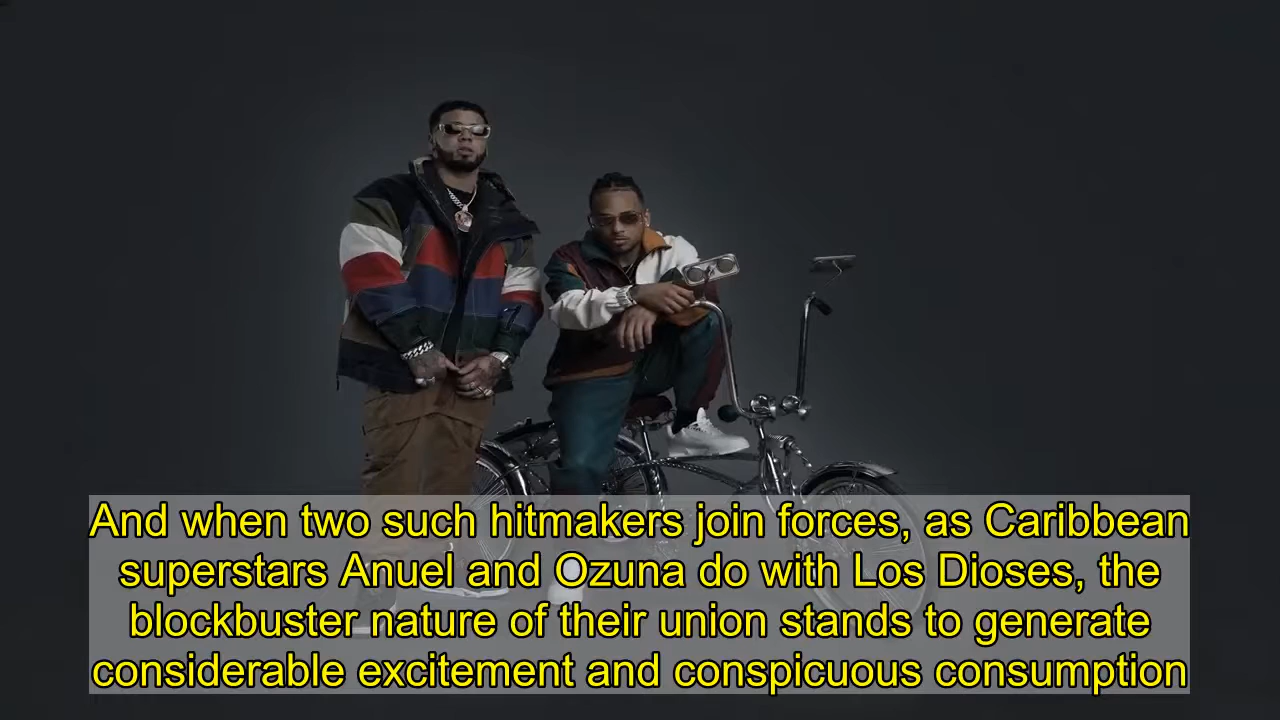 And when two such hitmakers join forces, as Caribbean
superstars Anuel and Ozuna do with Los Dioses, the
blockbuster nature of their union stands to generate
considerable excitement and conspicuous consumption